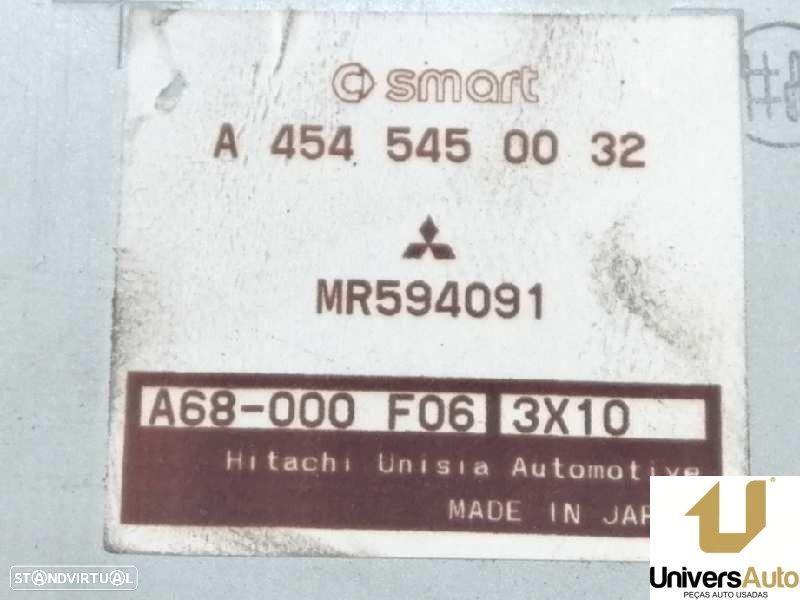 smart
A 454 545 00 32
MR594091
A68-000 F06 3X10
Hitachi Unisia Automotive
MADE IN
UniversAuto
PEÇAS AUTO USADAS
STANDVIRTUAL